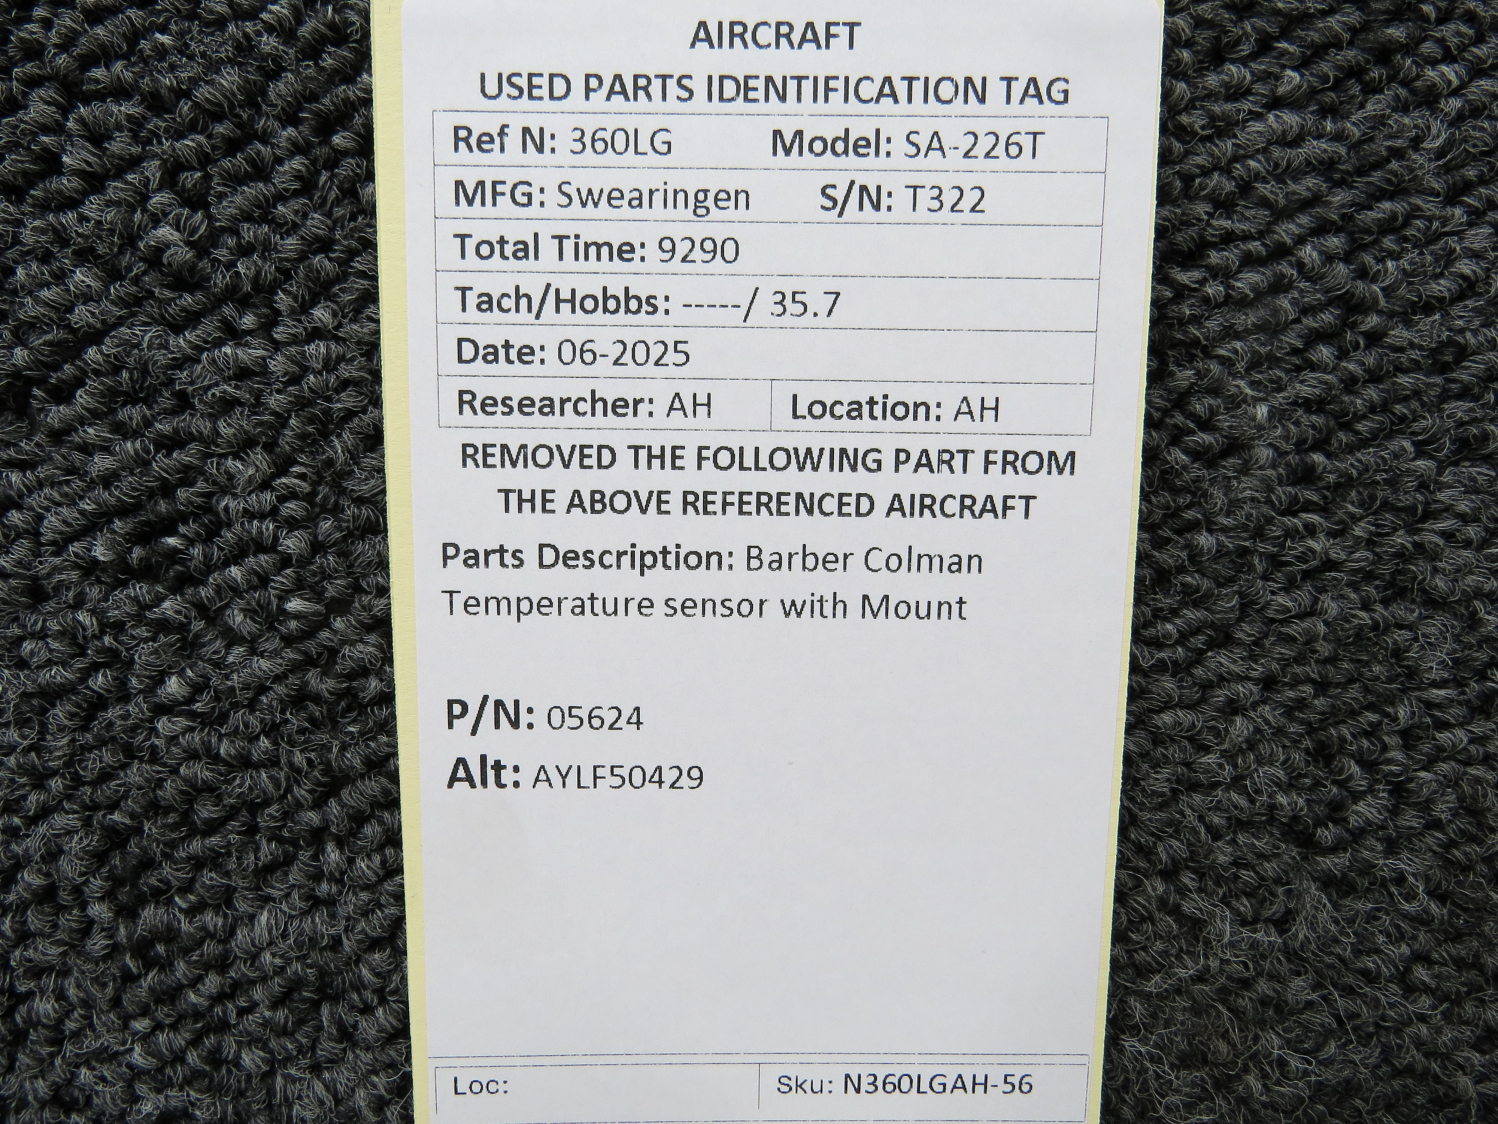 AIRCRAFT
USED PARTS IDENTIFICATION TAG
Ref N: 360LG Model: SA-226T
MFG: Swearingen S/N: T322
Total Time: 9290
Tach/Hobbs: -----/ 35.7
Date: 06-2025
Researcher: AH Location: AH
REMOVED THE FOLLOWING PART FROM
THE ABOVE REFERENCED AIRCRAFT
Parts Description: Barber Colman
Temperature sensor with Mount
P/N: 05624
Alt: AYLF50429
Loc: Sku: N360LGAH-56